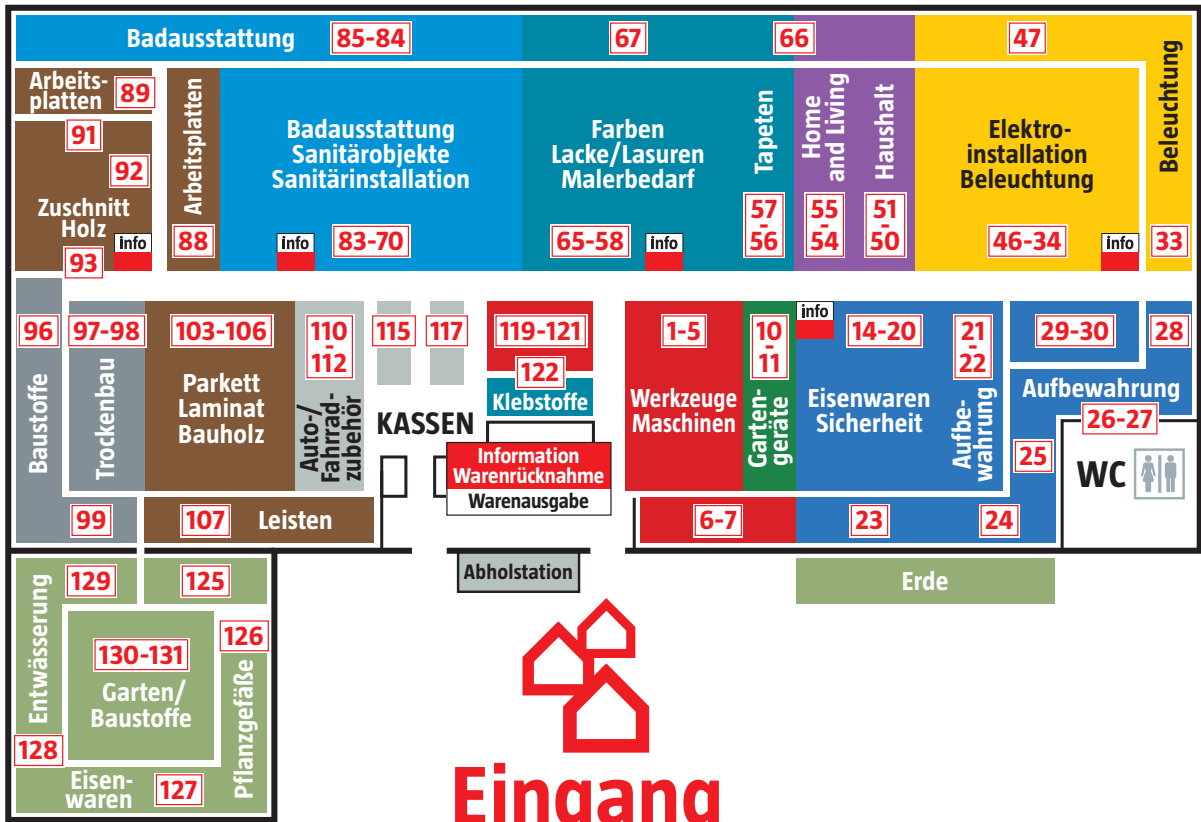 Badausstattung 85-84
67
66
47
Arbeits-
platten 89
91
92
Zuschnitt
Holz
info
93
Arbeitsplatten
88
Badausstattung
Sanitärobjekte
Sanitärinstallation
info
83-70
Farben
Lacke/Lasuren
Malerbedarf
65-58
info
Tapeten
57
-
56
Home
and Living
55
-
54
Haushalt
51
-
50
Elektro-
installation
Beleuchtung
46-34
info
Beleuchtung
33
96
Baustoffe
97-98
Trockenbau
99
103-106
Parkett
Laminat
Bauholz
107 Leisten
110
-
112
Auto-/
Fahrrad-
zubehör
115
117
KASSEN
119-121
122
Klebstoffe
Information
Warenrücknahme
Warenausgabe
1-5
Werkzeuge
Maschinen
6-7
10
-
11
Garten-
geräte
info
14-20
Eisenwaren
Sicherheit
23
21
-
22
Aufbe-
wahrung
24
25
29-30
28
Aufbewahrung
26-27
WC
Abholstation
Erde
129
125
Entwässerung
128
130-131
Garten/
Baustoffe
126
Pflanzgefäße
Eisen-
waren
127
Eingang